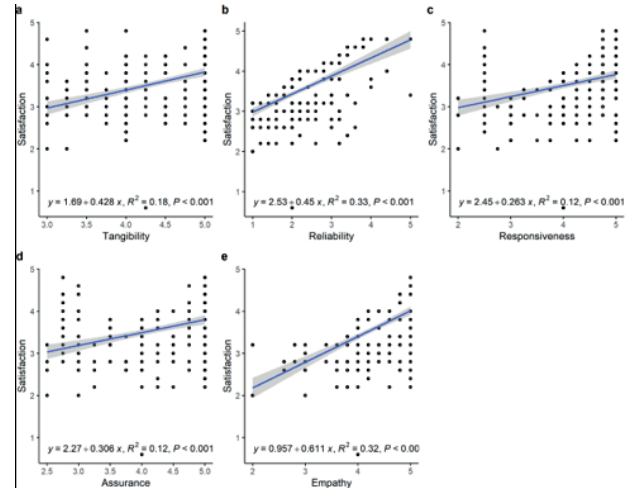 a
5
4
3
2
1
Satisfaction
y = 1.69 + 0.428 x, R² = 0.18, P < 0.001
3.0 3.5 4.0 4.5 5.0
Tangibility
b
5
4
3
2
1
Satisfaction
y = 2.53 + 0.45 x, R² = 0.33, P < 0.001
1 2 3 4 5
Reliability
c
5
4
3
2
1
Satisfaction
y = 2.45 + 0.263 x, R² = 0.12, P < 0.001
2 3 4 5
Responsiveness
d
5
4
3
2
1
Satisfaction
y = 2.27 + 0.306 x, R² = 0.12, P < 0.001
2.5 3.0 3.5 4.0 4.5 5.0
Assurance
e
5
4
3
2
1
Satisfaction
y = 0.957 + 0.611 x, R² = 0.32, P < 0.00
2 3 4 5
Empathy